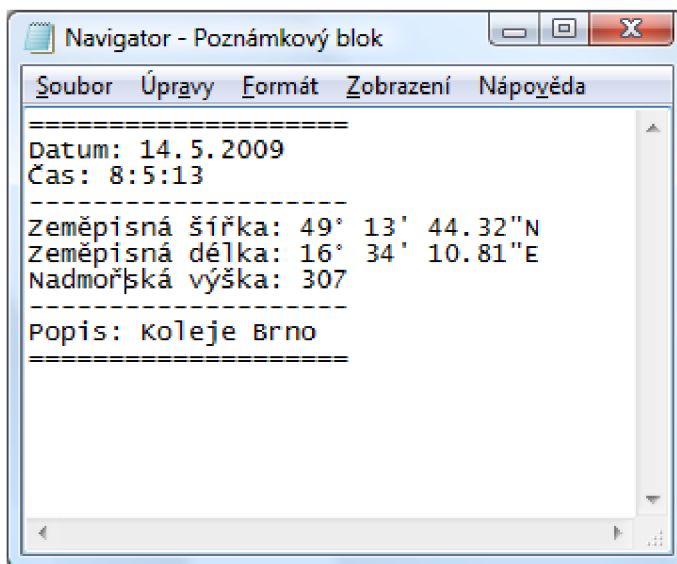 Navigator - Poznámkový blok
Soubor Úpravy Formát Zobrazení Nápověda
====================
Datum: 14.5.2009
Čas: 8:5:13
--------------------
Zeměpisná šířka: 49° 13' 44.32"N
Zeměpisná délka: 16° 34' 10.81"E
Nadmořská výška: 307
--------------------
Popis: Koleje Brno
====================